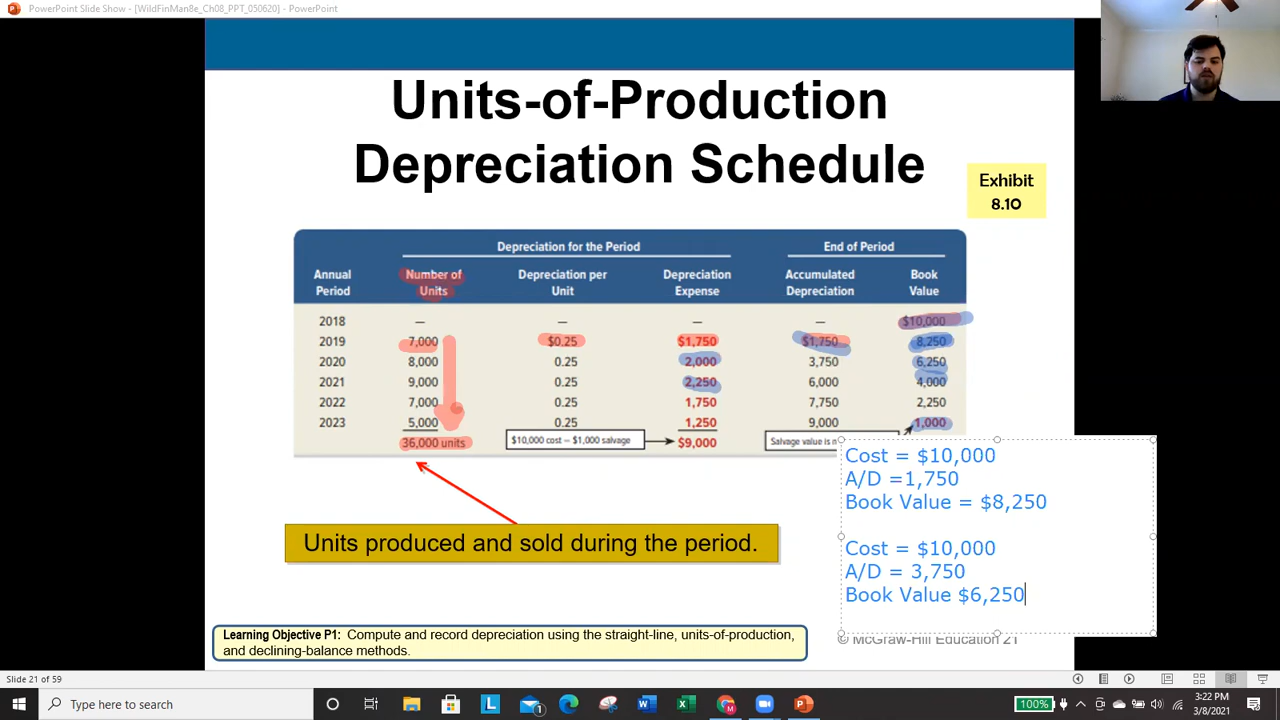 PowerPoint Slide Show - [WildFinMan8e_Ch08_PPT_050620] - PowerPoint
Units-of-Production
Depreciation Schedule
Exhibit
8.10
Depreciation for the Period
End of Period
Annual Period
Number of Units
Depreciation per Unit
Depreciation Expense
Accumulated Depreciation
Book Value
2018 — — — — $10,000
2019 7,000 $0.25 $1,750 $1,750 8,250
2020 8,000 0.25 2,000 3,750 6,250
2021 9,000 0.25 2,250 6,000 4,000
2022 7,000 0.25 1,750 7,750 2,250
2023 5,000 0.25 1,250 9,000 1,000
36,000 units $10,000 cost – $1,000 salvage $9,000 Salvage value is
Cost = $10,000
A/D =1,750
Book Value = $8,250
Cost = $10,000
A/D = 3,750
Book Value $6,250
Units produced and sold during the period.
Learning Objective P1: Compute and record depreciation using the straight-line, units-of-production,
and declining-balance methods.
© McGraw-Hill Education 21
Slide 21 of 59
Type here to search
100%
3:22 PM
3/8/2021